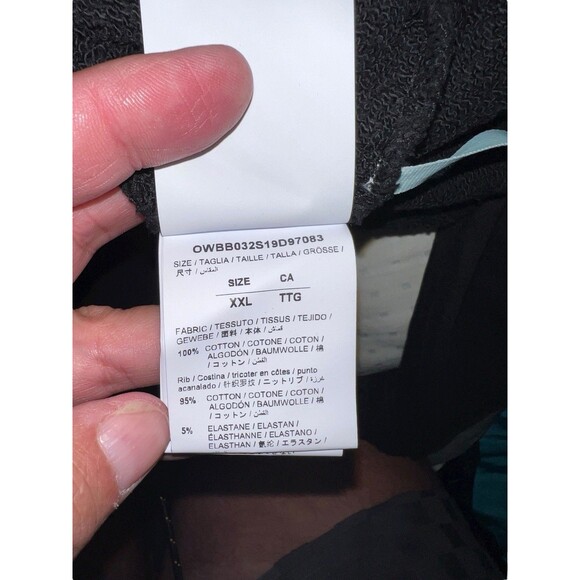 OWBB032S19D97083
SIZE / TAGLIA / TAILLE / TALLA / GRÖSSE /
尺寸 / المقاس
SIZE CA
XXL TTG
FABRIC / TESSUTO / TISSUS / TEJIDO /
GEWEBE / 面料 / 本体 / قماش
100% COTTON / COTONE / COTON /
ALGODÓN / BAUMWOLLE / 棉
/ コットン / القطن
Rib / Costina / tricoter en côtes / punto
acanalado / 针织罗纹 / ニットリブ /
95% COTTON / COTONE / COTON /
ALGODÓN / BAUMWOLLE / 棉
/ コットン / القطن
5% ELASTANE / ELASTAN /
ÉLASTHANNE / ELASTANO /
ELASTHAN / 氨纶 / エラスタン /